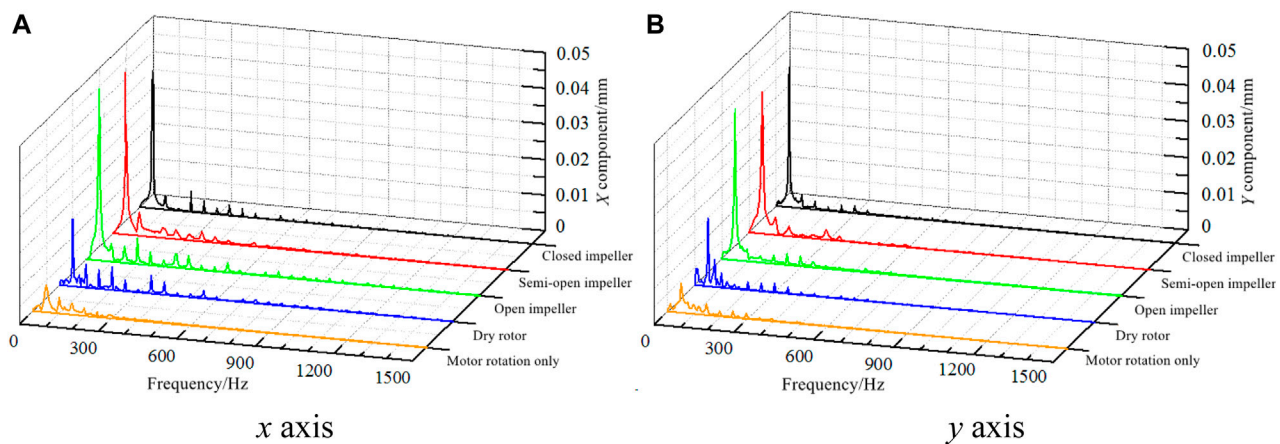 A
0.05
0.04
0.03
0.02
0.01
0
X component/mm
Closed impeller
Semi-open impeller
Open impeller
Dry rotor
Motor rotation only
0
300
600
900
1200
1500
Frequency/Hz
x axis
B
0.05
0.04
0.03
0.02
0.01
0
Y component/mm
Closed impeller
Semi-open impeller
Open impeller
Dry rotor
Motor rotation only
0
300
600
900
1200
1500
Frequency/Hz
y axis